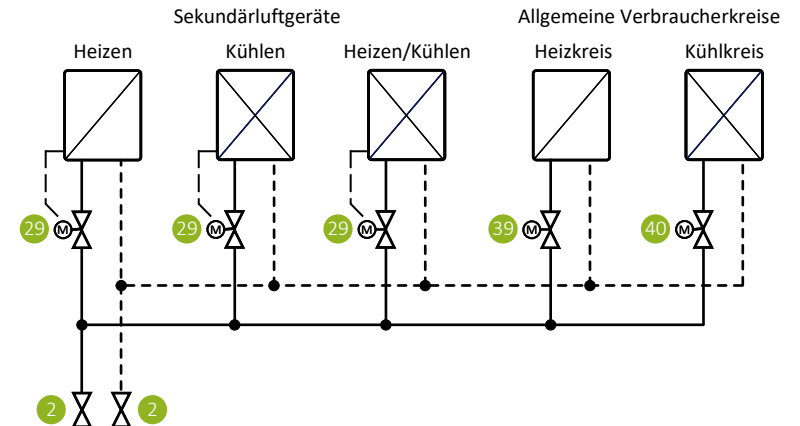 Sekundärluftgeräte Allgemeine Verbraucherkreise
Heizen Kühlen Heizen/Kühlen Heizkreis Kühlkreis
29 M 29 M 29 M 39 M 40 M
2 2